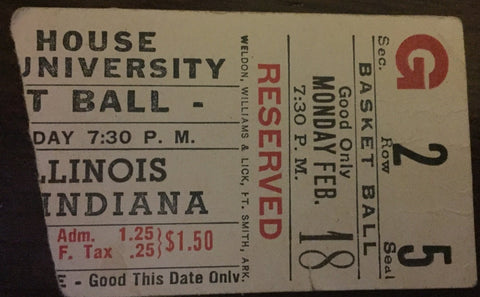 HOUSE
UNIVERSITY
T BALL -
DAY 7:30 P. M.
LLINOIS
INDIANA
Adm. 1.25
F. Tax .25
$1.50
E - Good This Date Only
WELDON, WILLIAMS & LICK, FT. SMITH, ARK.
RESERVED
Good Only
MONDAY FEB. 18
7:30 P. M.
BASKET BALL
Sec. Row Seat
G 2 5